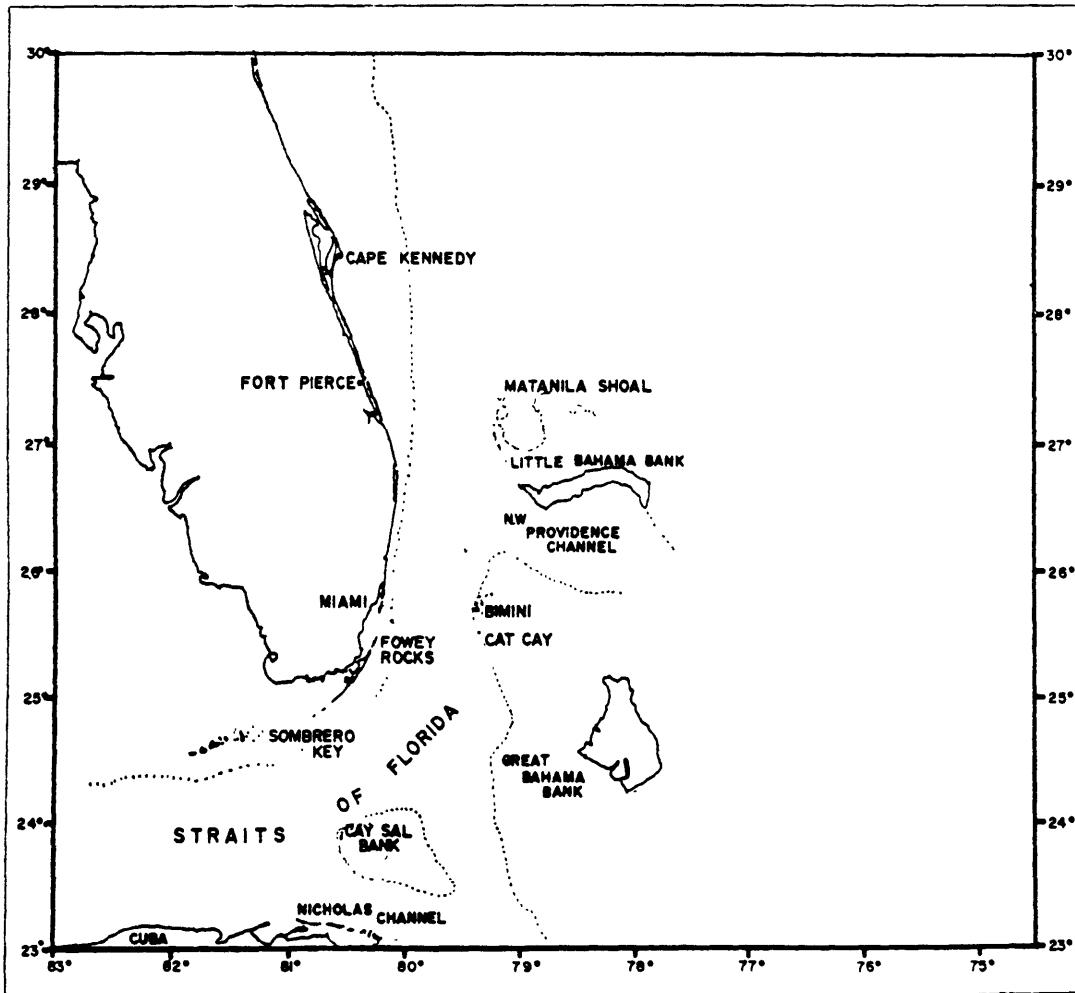 30°
30°
29°
29°
CAPE KENNEDY
28°
28°
FORT PIERCE
MATANILA SHOAL
27°
27°
LITTLE BAHAMA BANK
N.W
PROVIDENCE
CHANNEL
26°
26°
MIAMI
BIMINI
FOWEY
ROCKS
CAT CAY
25°
25°
SOMBRERO
KEY
FLORIDA
GREAT
BAHAMA
BANK
OF
24°
24°
STRAITS
CAY SAL
BANK
NICHOLAS CHANNEL
CUBA
23°
23°
83°
82°
81°
80°
79°
78°
77°
76°
75°